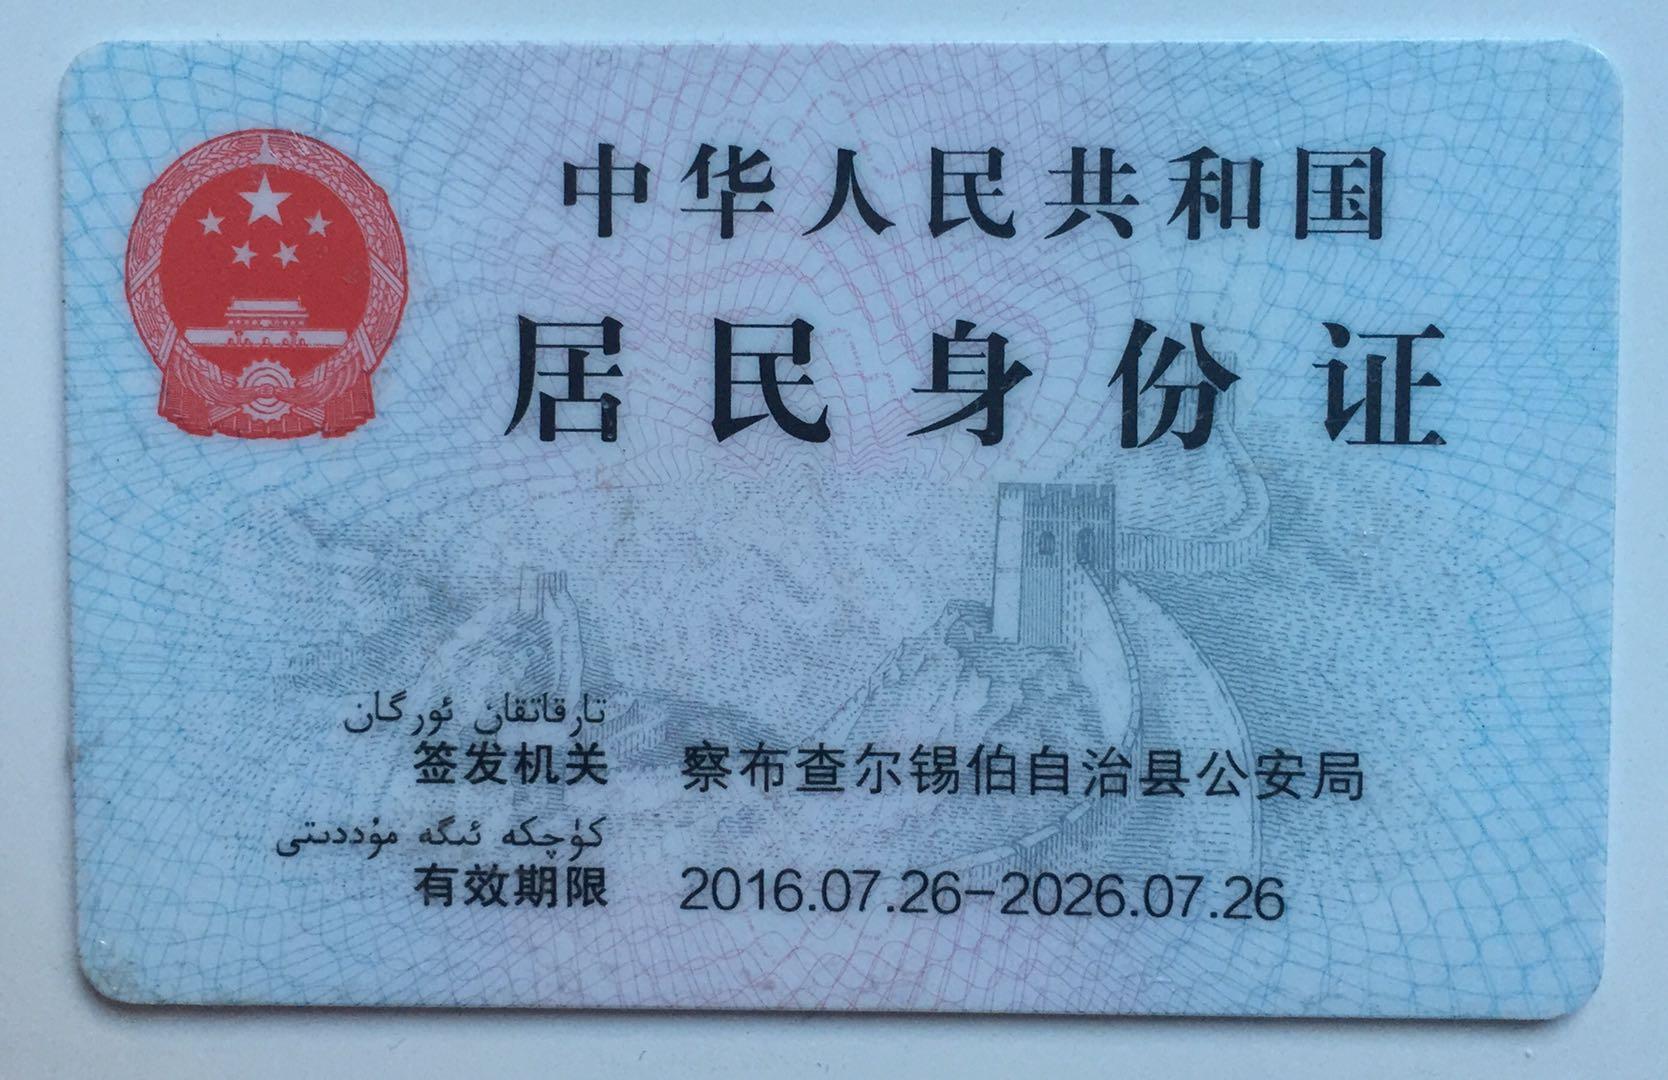 中华人民共和国
居民身份证
تارقاتقان ئورگان
签发机关 察布查尔锡伯自治县公安局
كۈچكە ئىگە مۇددىتى
有效期限 2016.07.26-2026.07.26